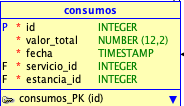 consumos
P * id INTEGER
* valor_total NUMBER (12,2)
* fecha TIMESTAMP
F * servicio_id INTEGER
F * estancia_id INTEGER
consumos_PK (id)